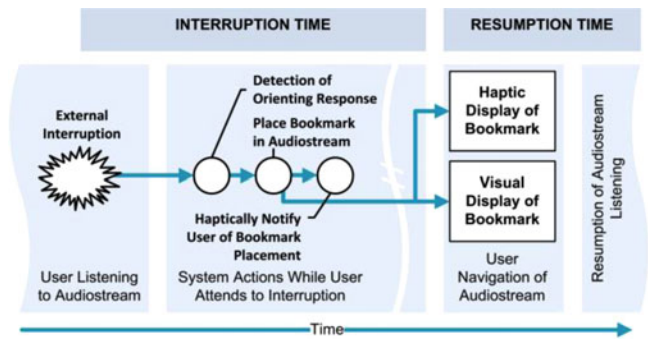 INTERRUPTION TIME
RESUMPTION TIME
External
Interruption
Detection of
Orienting Response
Place Bookmark
in Audiostream
Haptically Notify
User of Bookmark
Placement
Haptic
Display of
Bookmark
Visual
Display of
Bookmark
Resumption of Audiostream
Listening
User Listening
to Audiostream
System Actions While User
Attends to Interruption
User
Navigation of
Audiostream
Time